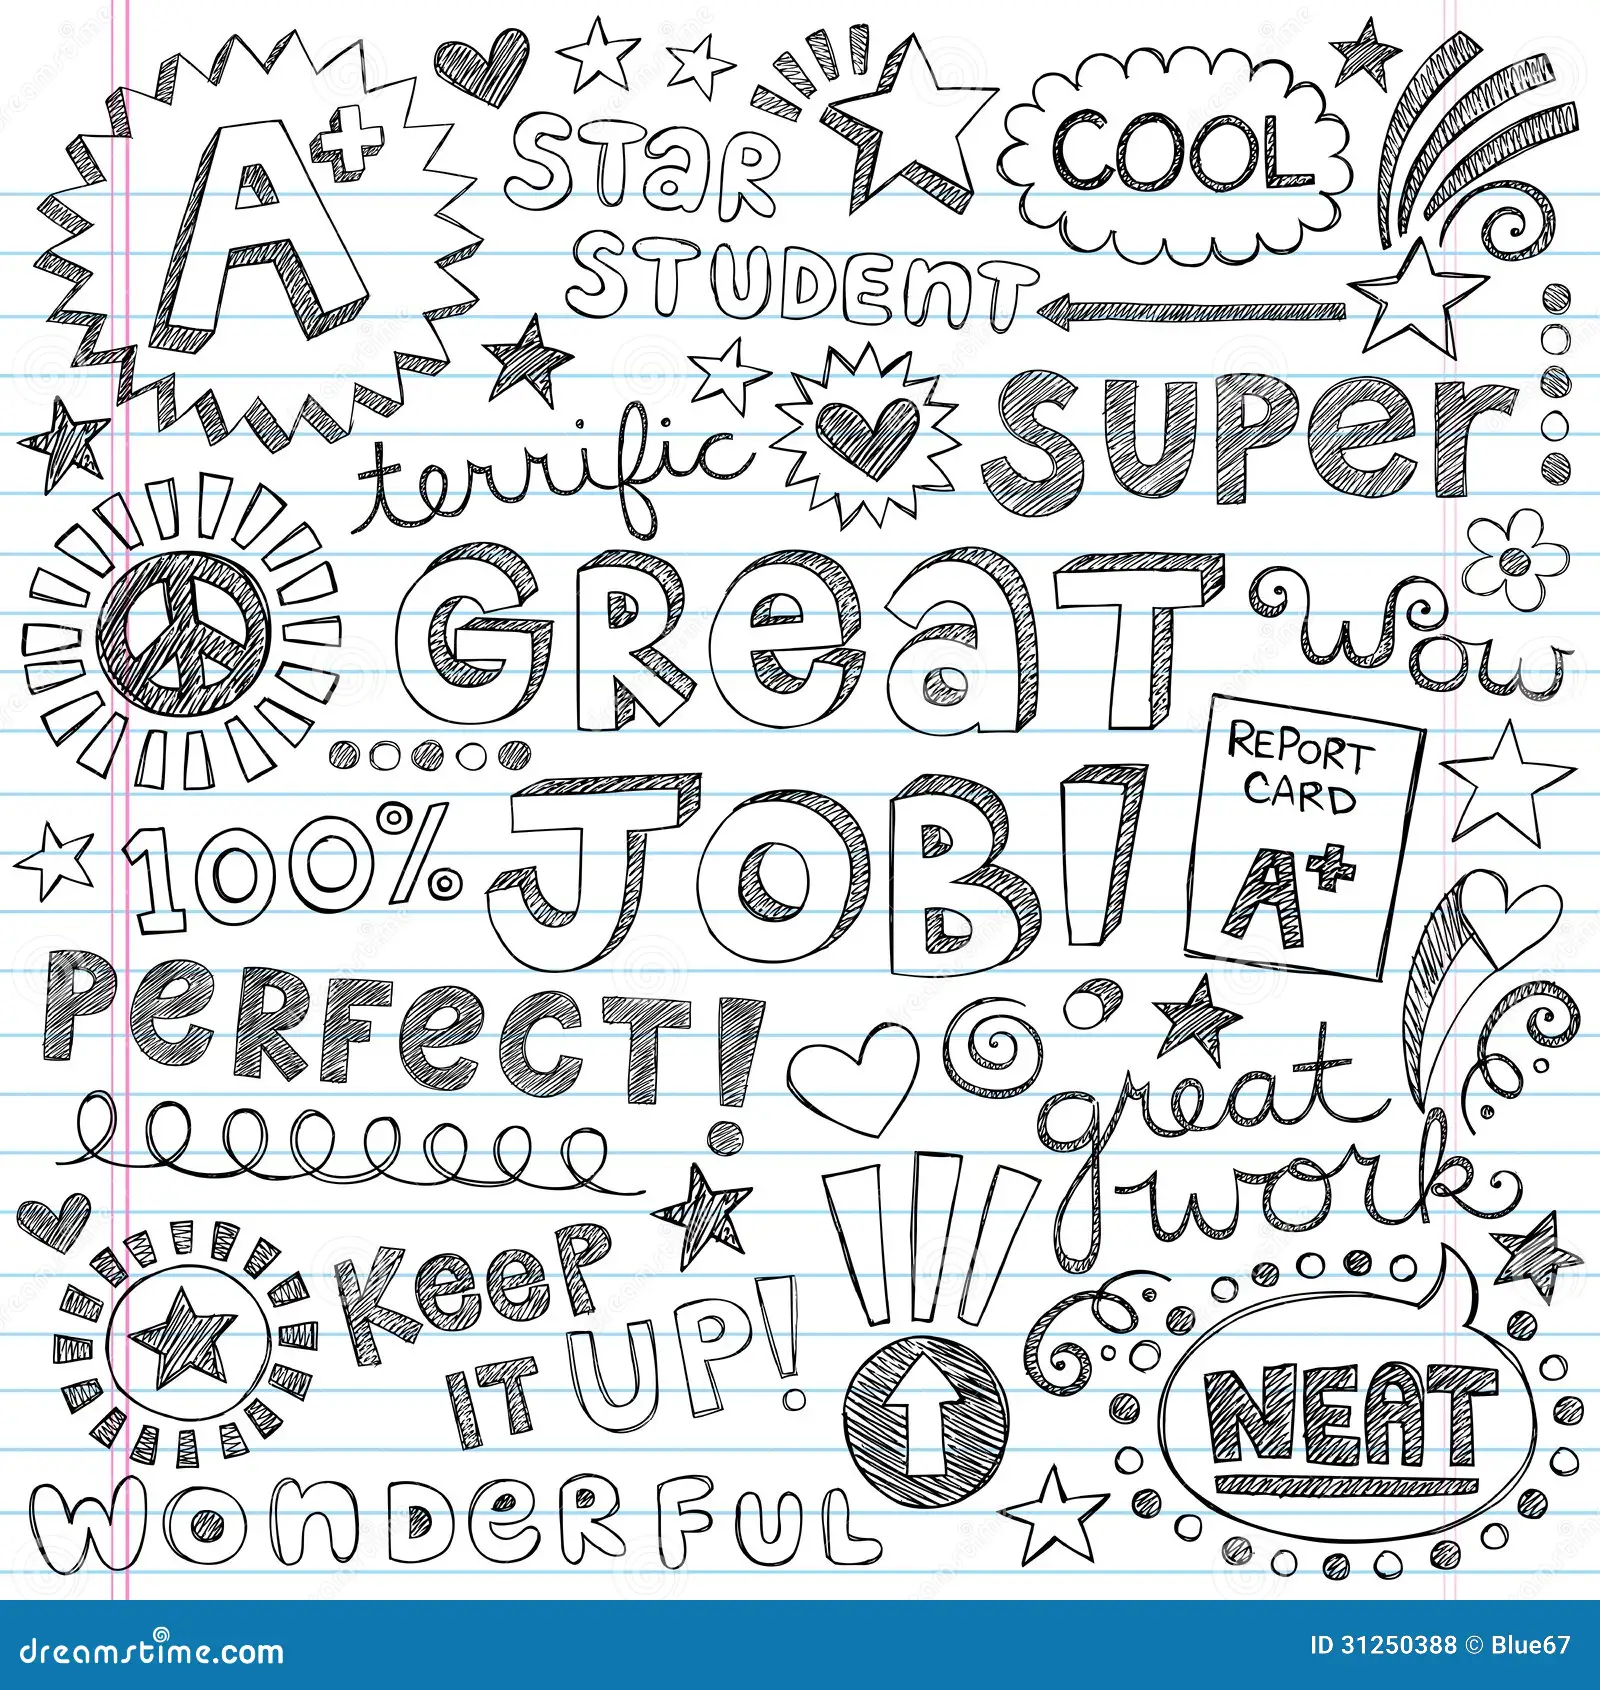 A+
STaR
STUDEnT
COOL
terrific
SUPer
GReaT
JOB!
wow
REPORT
CARD
A+
100%
PeRFecT!
great
work
Keep
IT UP!
NEAT
WonDeRFUL
dreamstime.com
ID 31250388 © Blue67